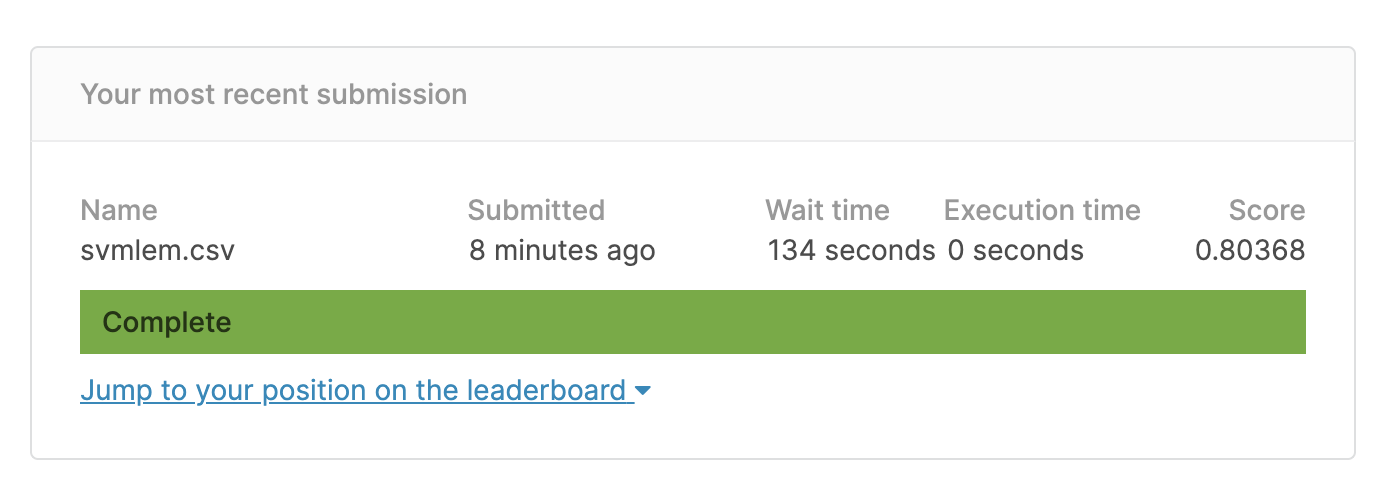 Your most recent submission
Name Submitted Wait time Execution time Score
svmlem.csv 8 minutes ago 134 seconds 0 seconds 0.80368
Complete
Jump to your position on the leaderboard